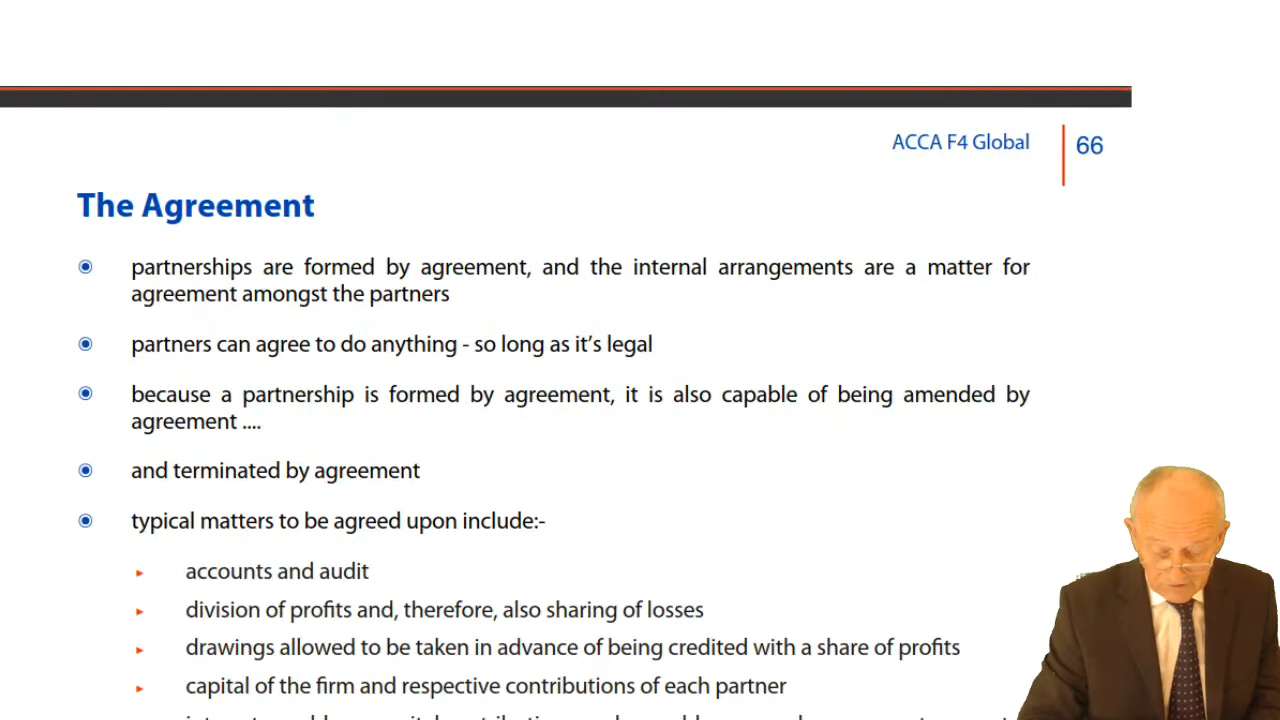 ACCA F4 Global
66
The Agreement
partnerships are formed by agreement, and the internal arrangements are a matter for
agreement amongst the partners
partners can agree to do anything - so long as it's legal
because a partnership is formed by agreement, it is also capable of being amended by
agreement ....
and terminated by agreement
typical matters to be agreed upon include:-
accounts and audit
division of profits and, therefore, also sharing of losses
drawings allowed to be taken in advance of being credited with a share of profits
capital of the firm and respective contributions of each partner